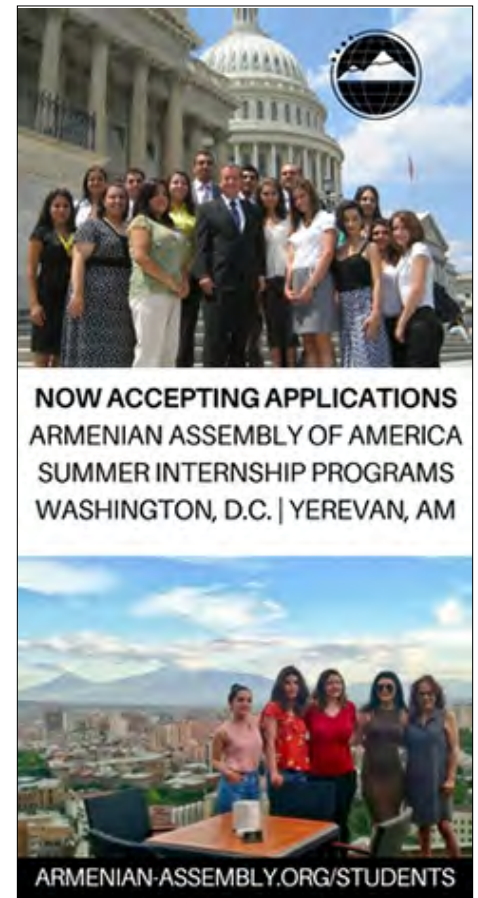 NOW ACCEPTING APPLICATIONS
ARMENIAN ASSEMBLY OF AMERICA
SUMMER INTERNSHIP PROGRAMS
WASHINGTON, D.C. | YEREVAN, AM
ARMENIAN-ASSEMBLY.ORG/STUDENTS